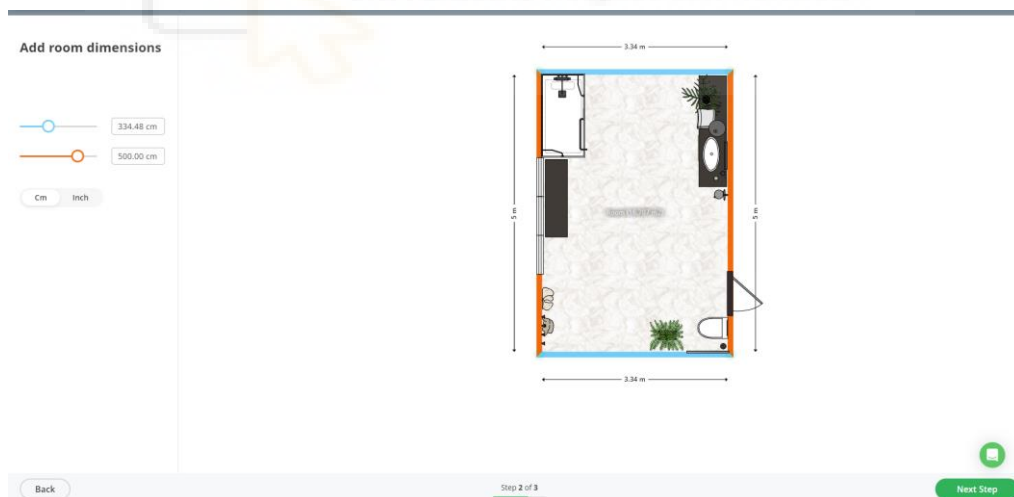 Add room dimensions
3.34 m
334.48 cm
500.00 cm
Cm Inch
5 m
5 m
3.34 m
Back
Step 2 of 3
Next Step